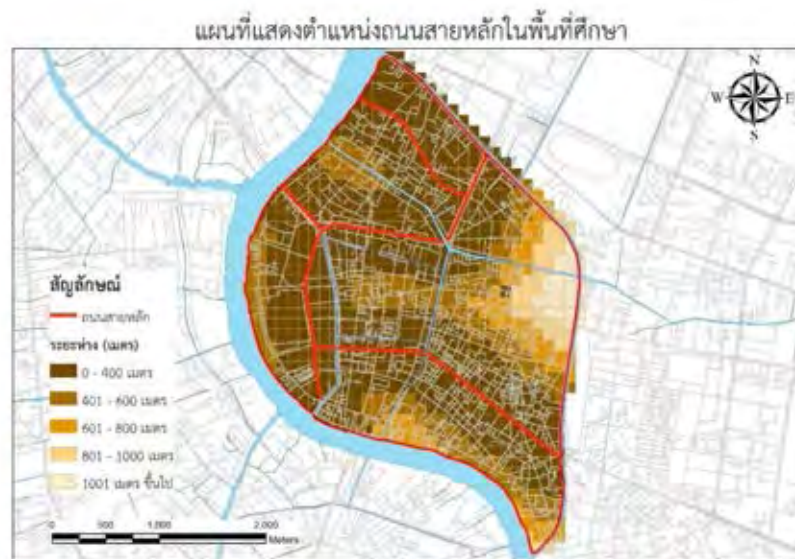 แผนที่แสดงตำแหน่งถนนสายหลักในพื้นที่ศึกษา
N
W E
S
สัญลักษณ์
ถนนสายหลัก
ระยะห่าง (เมตร)
0 - 400 เมตร
401 - 600 เมตร
601 - 800 เมตร
801 - 1000 เมตร
1001 เมตร ขึ้นไป
0 500 1,000 2,000
Meters